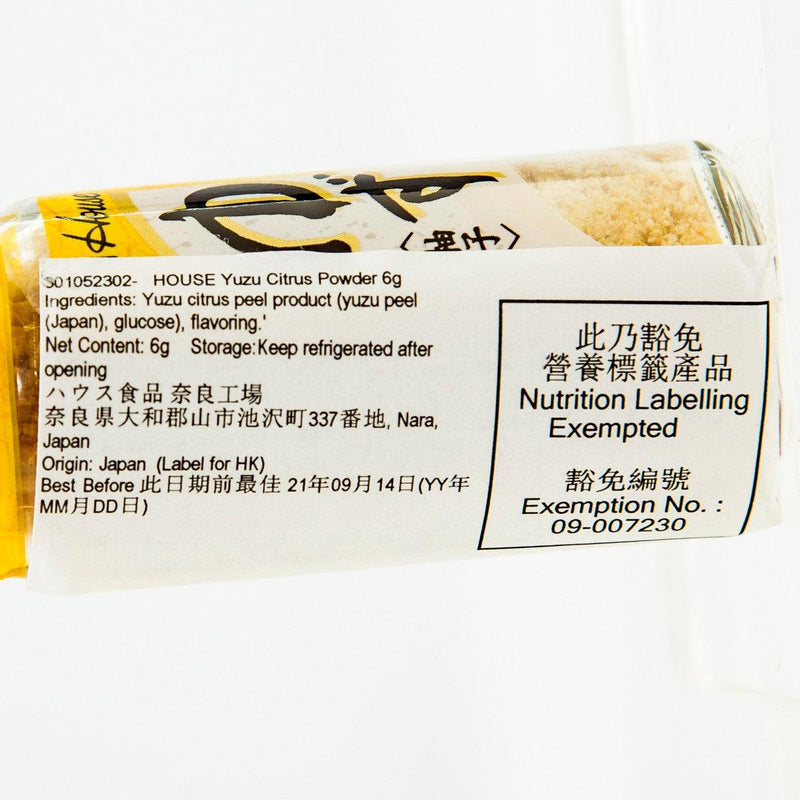 House
ゆず
〈柚子〉
S01052302- HOUSE Yuzu Citrus Powder 6g
Ingredients: Yuzu citrus peel product (yuzu peel
(Japan), glucose), flavoring.'
Net Content: 6g Storage:Keep refrigerated after
opening
ハウス食品 奈良工場
奈良県大和郡山市池沢町337番地, Nara,
Japan
Origin: Japan (Label for HK)
Best Before 此日期前最佳 21年09月14日(YY年
MM月DD日)
此乃豁免
營養標籤產品
Nutrition Labelling
Exempted
豁免編號
Exemption No. :
09-007230